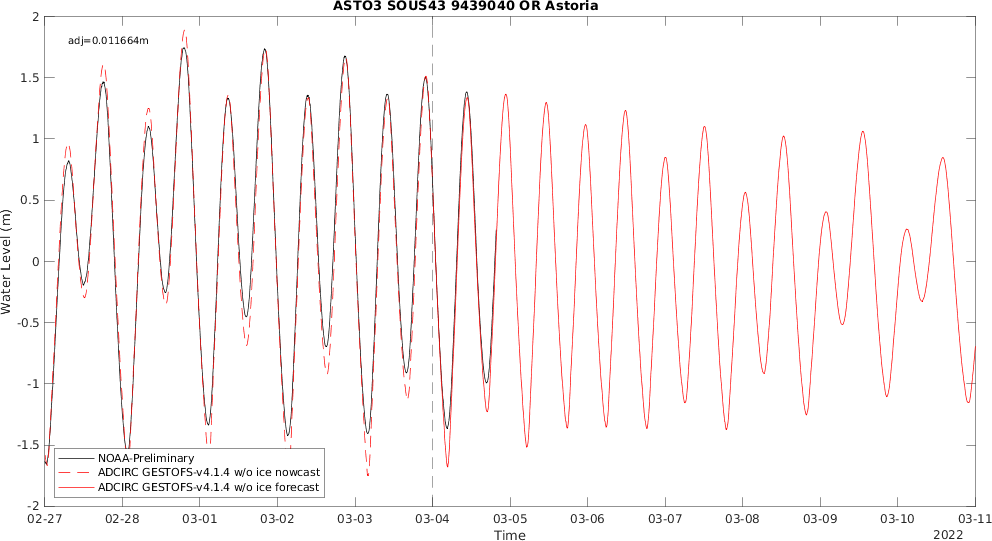 ASTO3 SOUS43 9439040 OR Astoria
adj=0.011664m
2
1.5
1
0.5
0
-0.5
-1
-1.5
-2
Water Level (m)
NOAA-Preliminary
ADCIRC GESTOFS-v4.1.4 w/o ice nowcast
ADCIRC GESTOFS-v4.1.4 w/o ice forecast
02-27 02-28 03-01 03-02 03-03 03-04 03-05 03-06 03-07 03-08 03-09 03-10 03-11
Time
2022